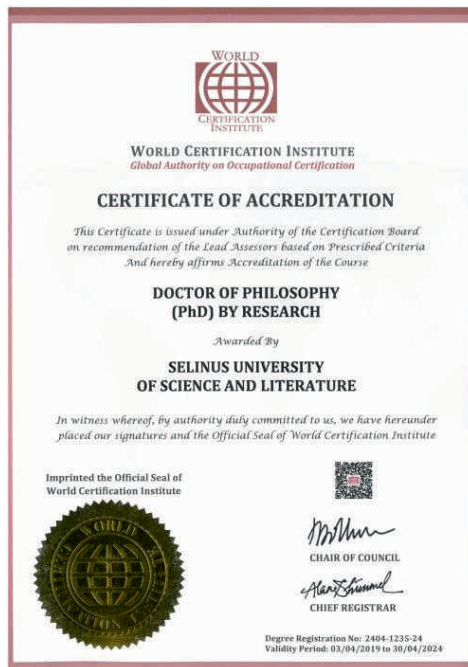 WORLD
CERTIFICATION
INSTITUTE
WORLD CERTIFICATION INSTITUTE
Global Authority on Occupational Certification
CERTIFICATE OF ACCREDITATION
This Certificate is issued under Authority of the Certification Board
on recommendation of the Lead Assessors based on Prescribed Criteria
And hereby affirms Accreditation of the Course
DOCTOR OF PHILOSOPHY
(PhD) BY RESEARCH
Awarded By
SELINUS UNIVERSITY
OF SCIENCE AND LITERATURE
In witness whereof, by authority duly committed to us, we have hereunder
placed our signatures and the Official Seal of World Certification Institute
Imprinted the Official Seal of
World Certification Institute
WORLD
CHAIR OF COUNCIL
CHIEF REGISTRAR
Degree Registration No: 2404-1235-24
Validity Period: 03/04/2019 to 30/04/2024